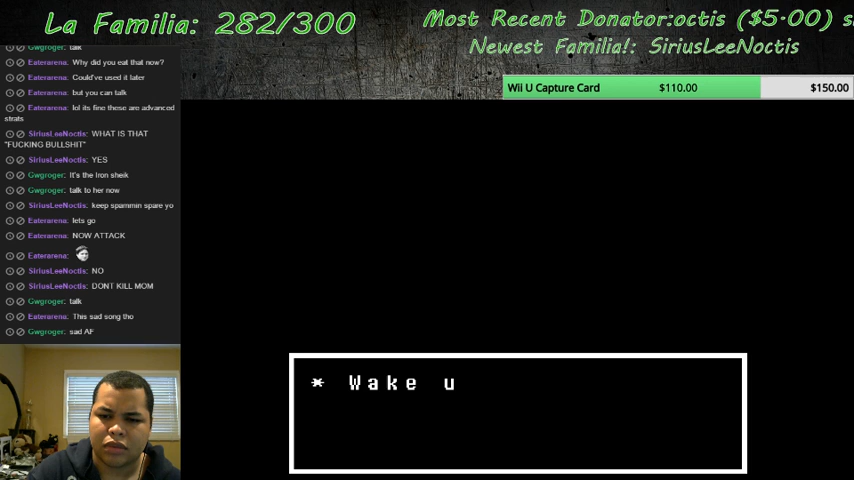 La Familia: 282/300
Most Recent Donator:octis ($5.00) s
Newest Familia!: SiriusLeeNoctis
Wii U Capture Card $110.00 $150.00
Gwgroger: talk
Eaterarena: Why did you eat that now?
Eaterarena: Could've used it later
Eaterarena: but you can talk
Eaterarena: lol its fine these are advanced
strats
SiriusLeeNoctis: WHAT IS THAT
"FUCKING BULLSHIT"
SiriusLeeNoctis: YES
Gwgroger: It's the Iron sheik
Gwgroger: talk to her now
SiriusLeeNoctis: keep spammin spare yo
Eaterarena: lets go
Eaterarena: NOW ATTACK
Eaterarena:
SiriusLeeNoctis: NO
SiriusLeeNoctis: DONT KILL MOM
Gwgroger: talk
Eaterarena: This sad song tho
Gwgroger: sad AF
* Wake u